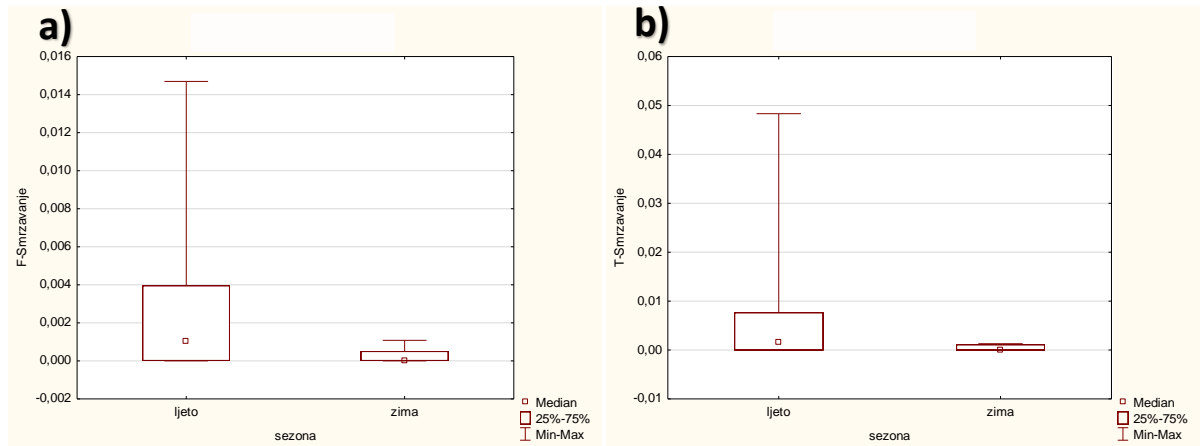 a)
0,016
0,014
0,012
0,010
0,008
0,006
0,004
0,002
0,000
-0,002
F-Smrzavanje
ljeto
zima
sezona
Median
25%-75%
Min-Max
b)
0,06
0,05
0,04
0,03
0,02
0,01
0,00
-0,01
T-Smrzavanje
ljeto
zima
sezona
Median
25%-75%
Min-Max